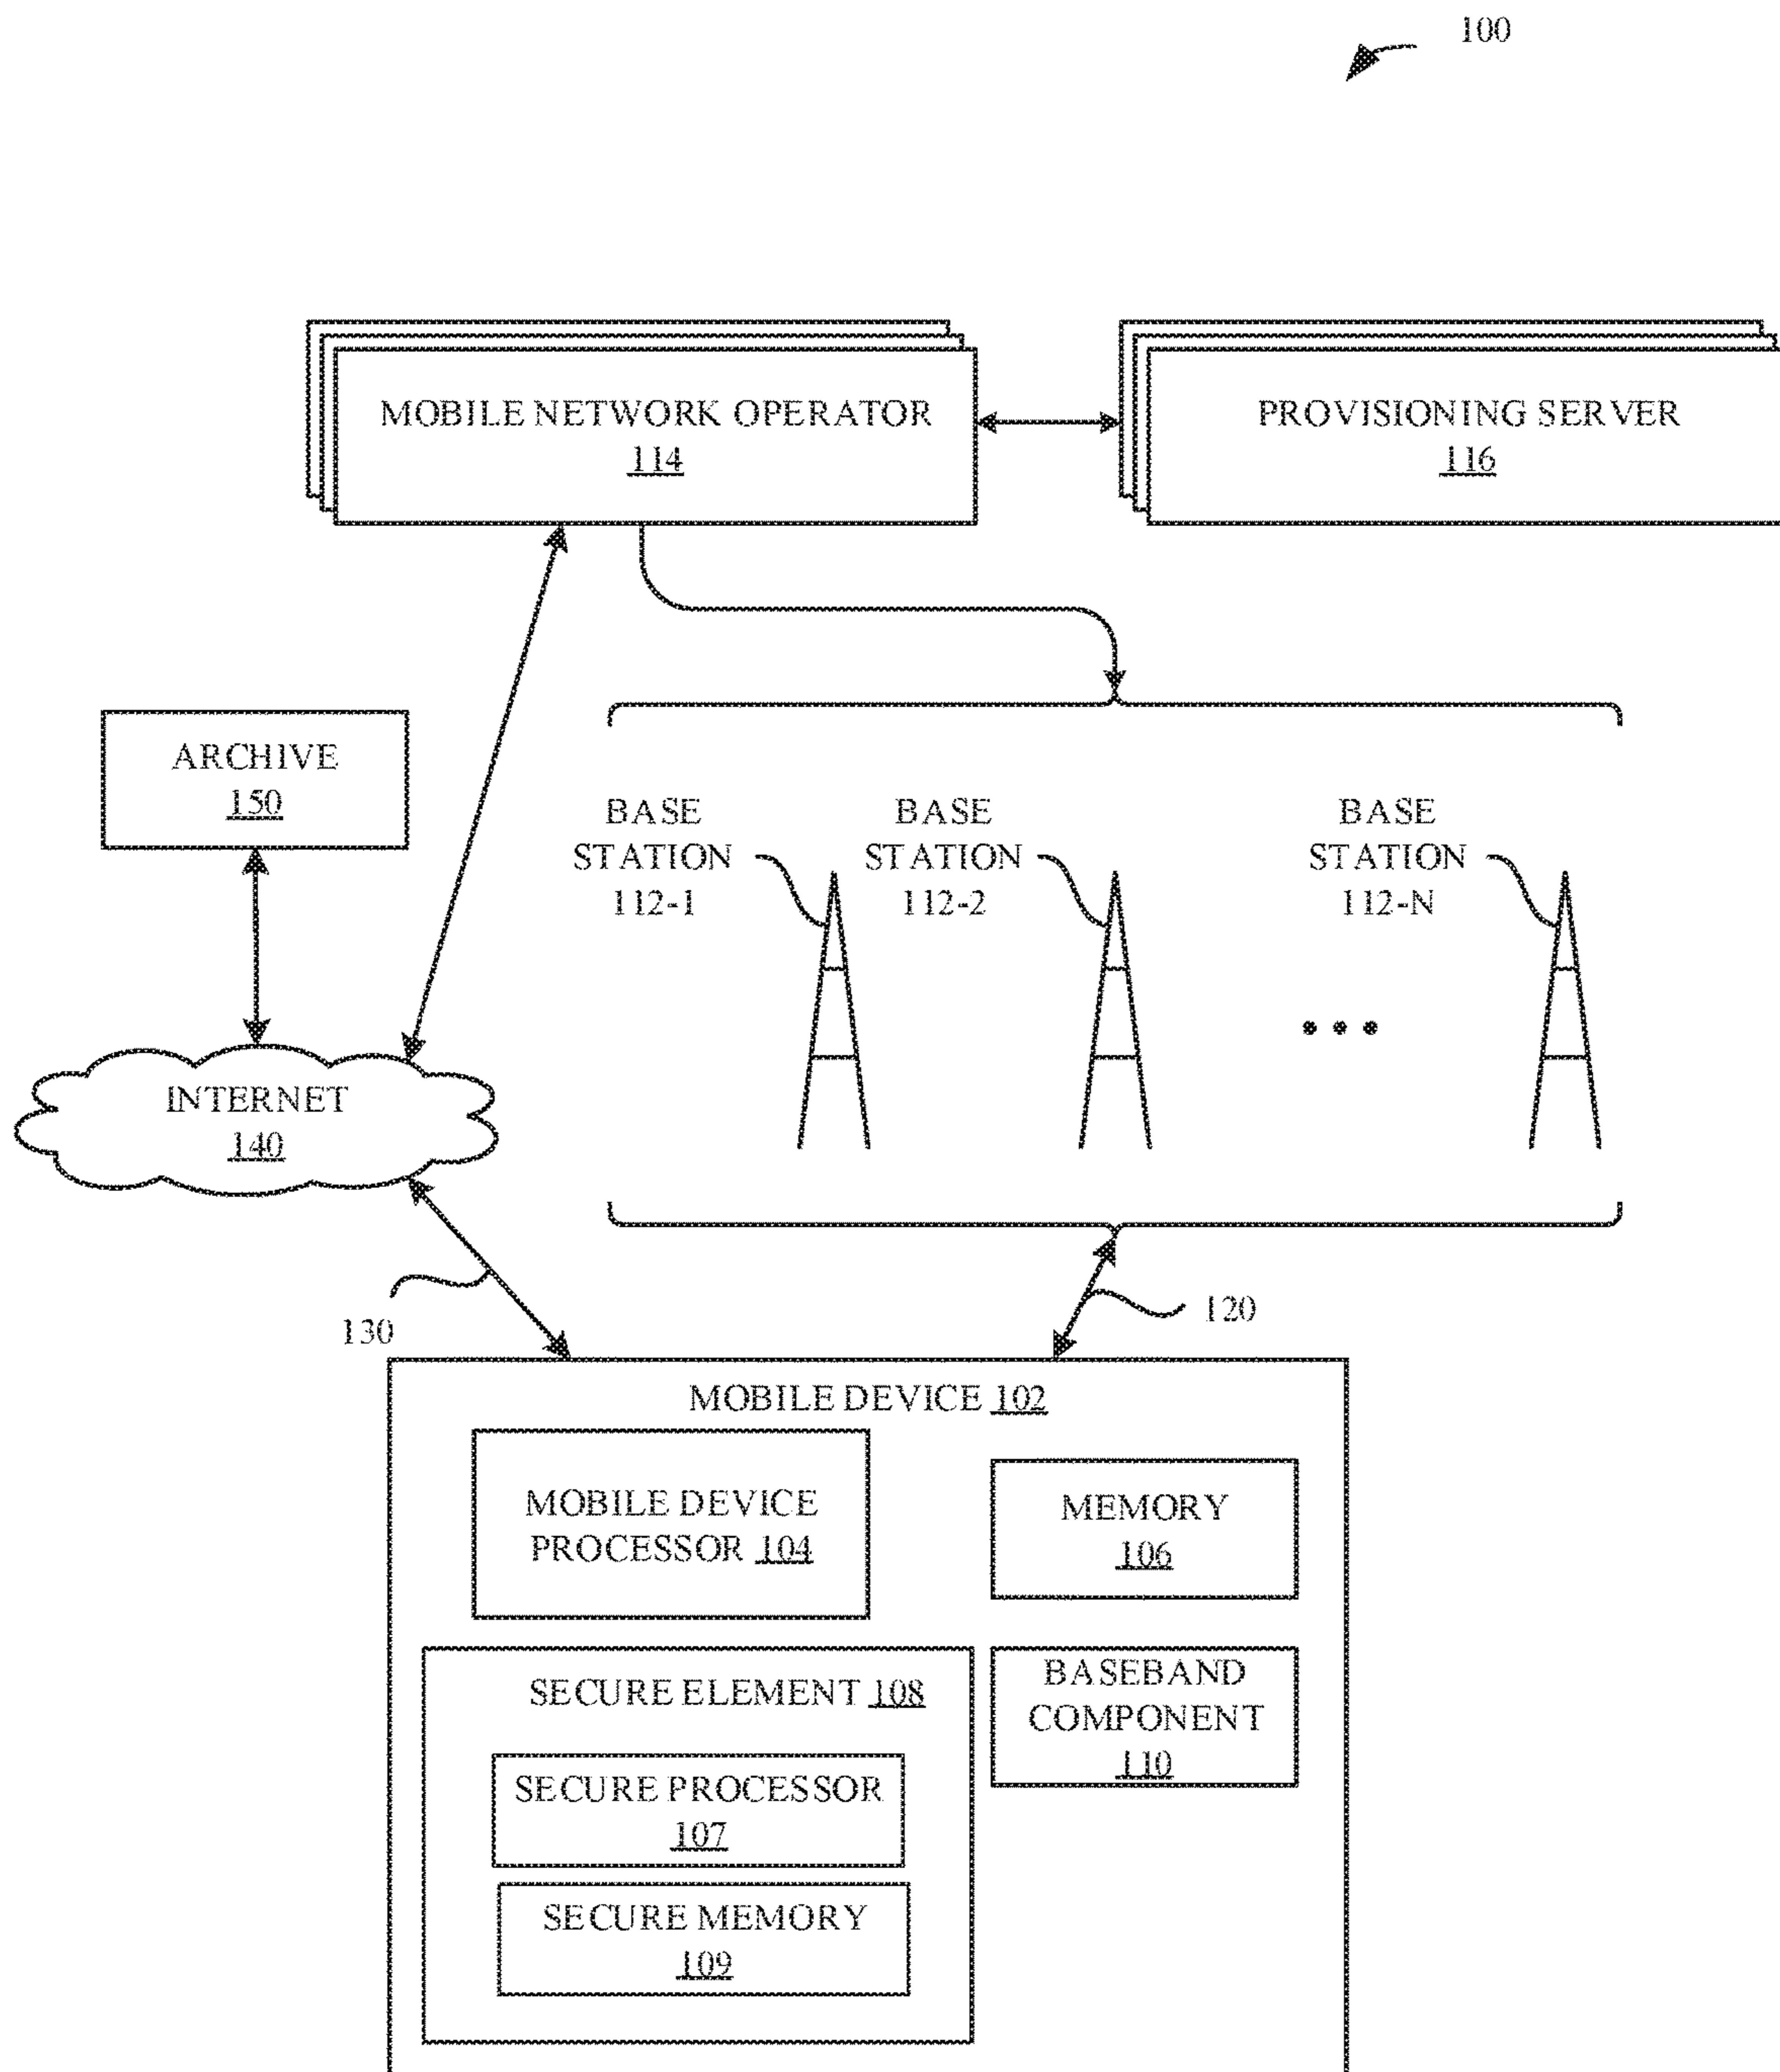 100
MOBILE NETWORK OPERATOR
114
PROVISIONING SERVER
116
ARCHIVE
150
BASE
STATION
112-1
BASE
STATION
112-2
BASE
STATION
112-N
INTERNET
140
130
120
MOBILE DEVICE 102
MOBILE DEVICE
PROCESSOR 104
MEMORY
106
SECURE ELEMENT 108
BASEBAND
COMPONENT
110
SECURE PROCESSOR
107
SECURE MEMORY
109